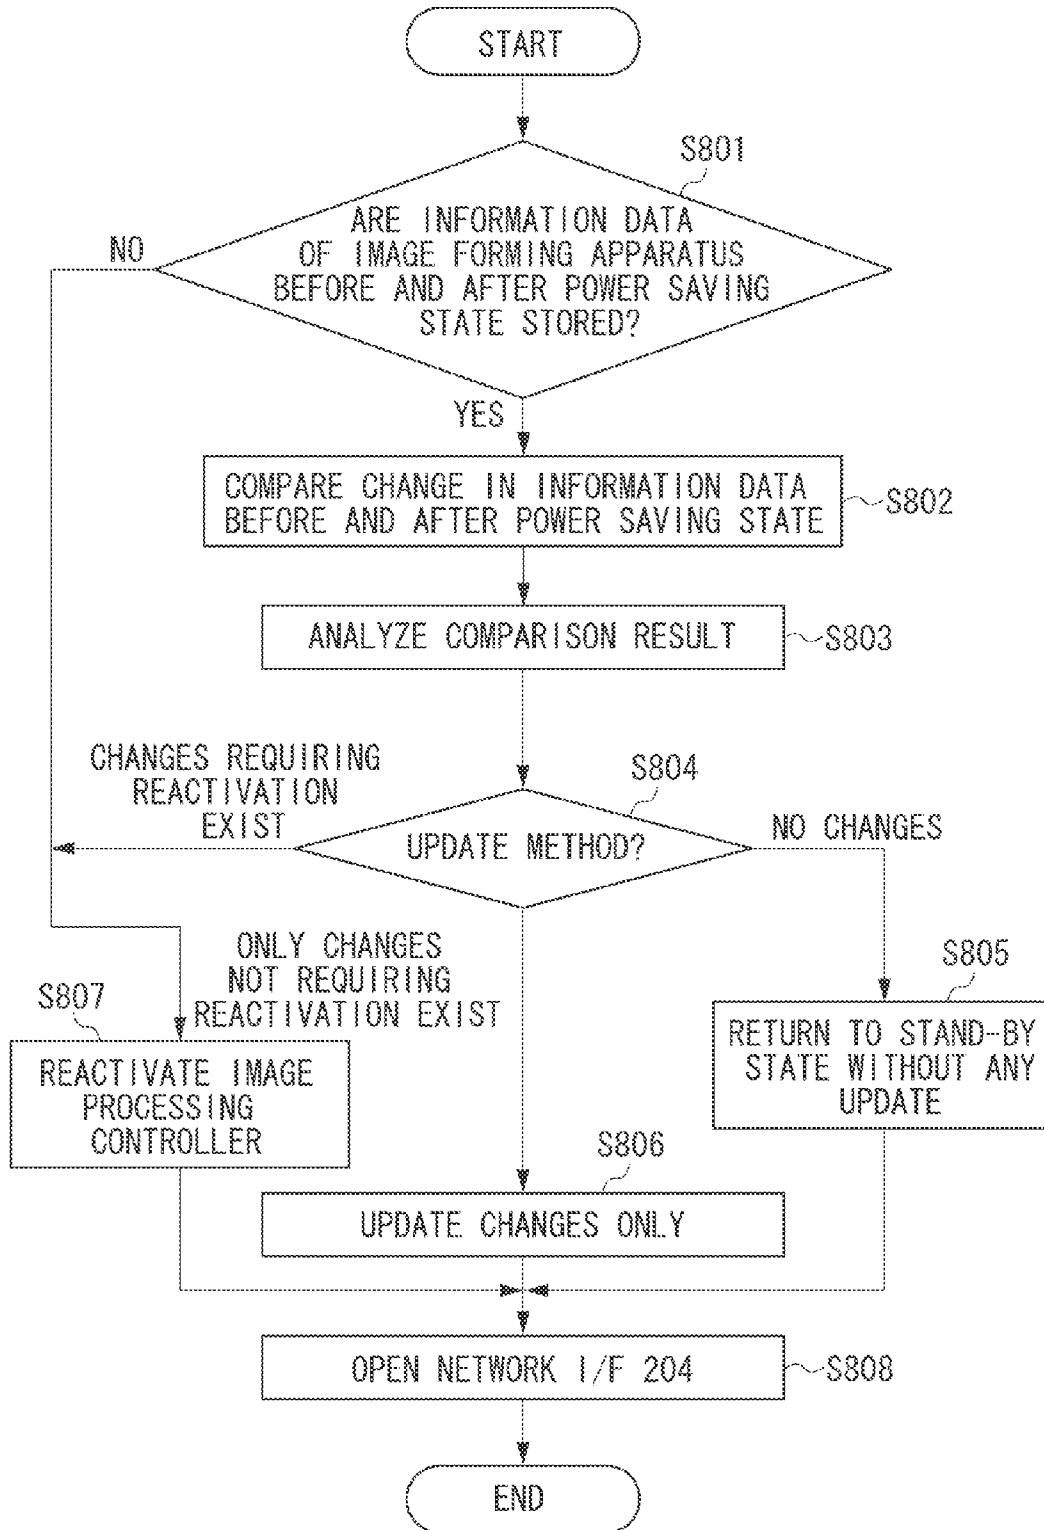 START
S801
ARE INFORMATION DATA
OF IMAGE FORMING APPARATUS
BEFORE AND AFTER POWER SAVING
STATE STORED?
NO
YES
COMPARE CHANGE IN INFORMATION DATA
BEFORE AND AFTER POWER SAVING STATE
S802
ANALYZE COMPARISON RESULT
S803
CHANGES REQUIRING
REACTIVATION
EXIST
S804
UPDATE METHOD?
NO CHANGES
ONLY CHANGES
NOT REQUIRING
REACTIVATION EXIST
S807
REACTIVATE IMAGE
PROCESSING
CONTROLLER
S805
RETURN TO STAND-BY
STATE WITHOUT ANY
UPDATE
S806
UPDATE CHANGES ONLY
OPEN NETWORK I/F 204
S808
END